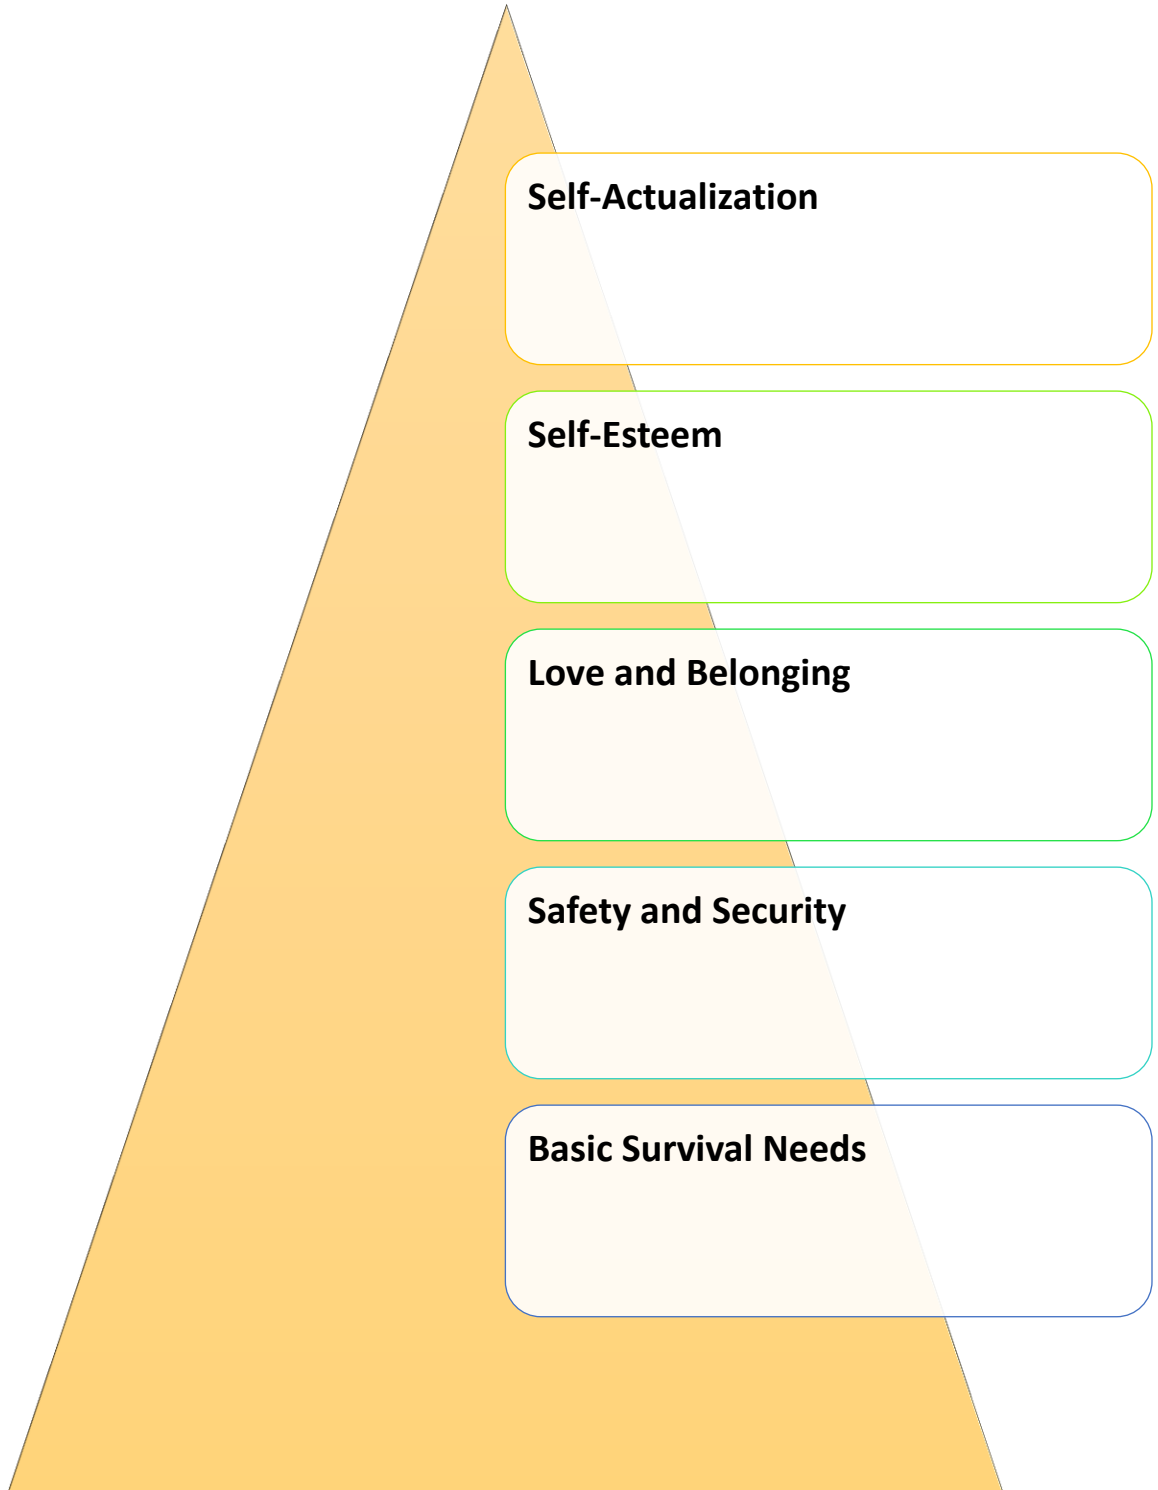 Self-Actualization
Self-Esteem
Love and Belonging
Safety and Security
Basic Survival Needs